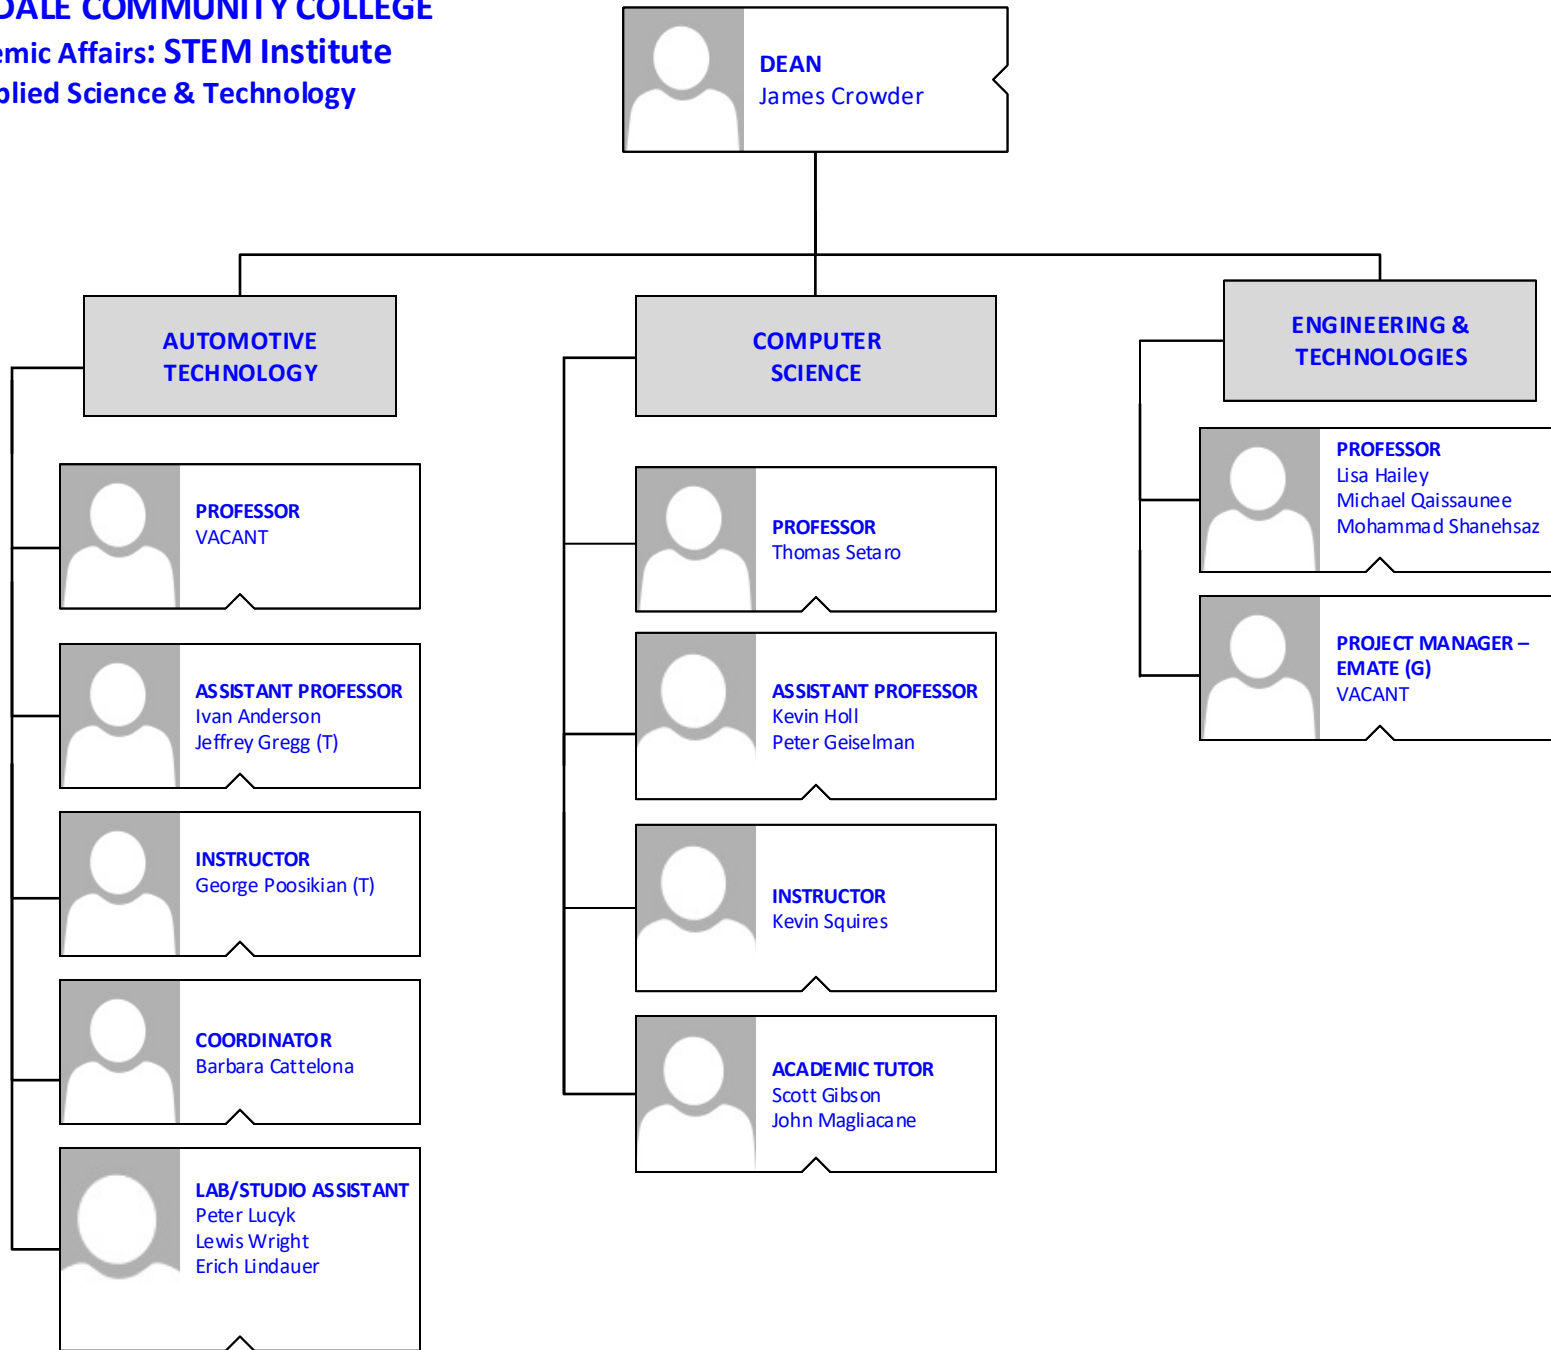 DALE COMMUNITY COLLEGE
emic Affairs: STEM Institute
plied Science & Technology
DEAN
James Crowder
AUTOMOTIVE
TECHNOLOGY
PROFESSOR
VACANT
ASSISTANT PROFESSOR
Ivan Anderson
Jeffrey Gregg (T)
INSTRUCTOR
George Poosikian (T)
COORDINATOR
Barbara Cattelona
LAB/STUDIO ASSISTANT
Peter Lucyk
Lewis Wright
Erich Lindauer
COMPUTER
SCIENCE
PROFESSOR
Thomas Setaro
ASSISTANT PROFESSOR
Kevin Holl
Peter Geiselman
INSTRUCTOR
Kevin Squires
ACADEMIC TUTOR
Scott Gibson
John Magliacane
ENGINEERING &
TECHNOLOGIES
PROFESSOR
Lisa Hailey
Michael Qaissaunee
Mohammad Shanehsaz
PROJECT MANAGER –
EMATE (G)
VACANT